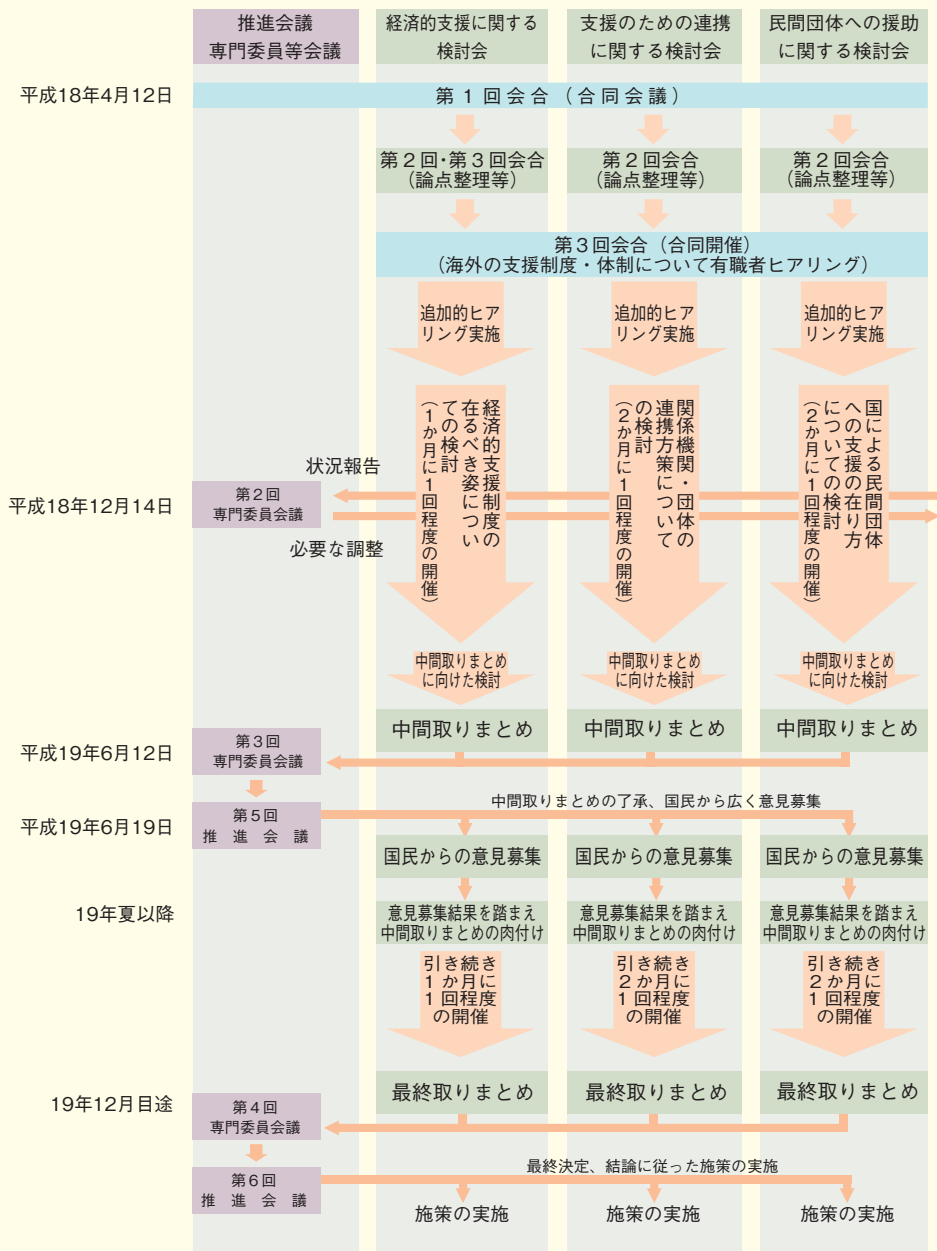 推進会議
専門委員等会議
経済的支援に関する
検討会
支援のための連携
に関する検討会
民間団体への援助
に関する検討会
平成18年4月12日
第1回会合（合同会議）
第２回・第３回会合
（論点整理等）
第２回会合
（論点整理等）
第２回会合
（論点整理等）
第３回会合（合同開催）
（海外の支援制度・体制について有職者ヒアリング）
追加的ヒア
リング実施
追加的ヒア
リング実施
追加的ヒア
リング実施
経済的支援制度の
在るべき姿につい
ての検討
（１か月に１回程度の開催）
関係機関・団体の
連携方策について
の検討
（２か月に１回程度の開催）
国による民間団体
への支援の在り方
についての検討
（２か月に１回程度の開催）
状況報告
平成18年12月14日
第２回
専門委員会議
必要な調整
中間取りまとめ
に向けた検討
中間取りまとめ
に向けた検討
中間取りまとめ
に向けた検討
中間取りまとめ
中間取りまとめ
中間取りまとめ
平成19年6月12日
第３回
専門委員会議
中間取りまとめの了承、国民から広く意見募集
平成19年6月19日
第５回
推進会議
国民からの意見募集
国民からの意見募集
国民からの意見募集
19年夏以降
意見募集結果を踏まえ
中間取りまとめの肉付け
意見募集結果を踏まえ
中間取りまとめの肉付け
意見募集結果を踏まえ
中間取りまとめの肉付け
引き続き
１か月に
１回程度
の開催
引き続き
２か月に
１回程度
の開催
引き続き
２か月に
１回程度
の開催
19年12月目途
最終取りまとめ
最終取りまとめ
最終取りまとめ
第４回
専門委員会議
最終決定、結論に従った施策の実施
第６回
推進会議
施策の実施
施策の実施
施策の実施